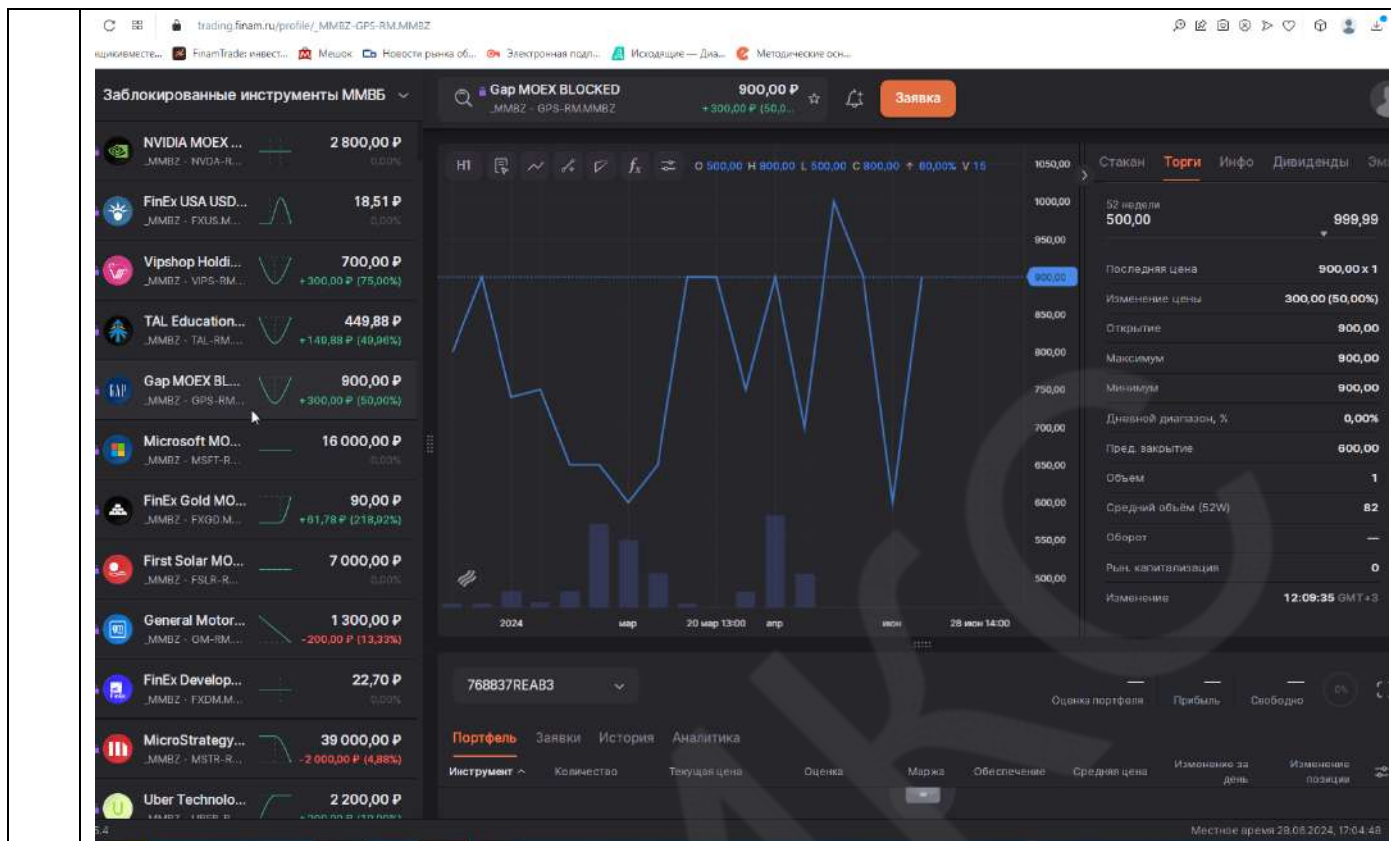 trading.finam.ru/profile/_MMBZ-GPS-RM.MMBZ
щикивместе... FinamTrade: инвест... Мешок Новости рынка об... Электронная подп... Исходящие — Диа... Методические осн...
Заблокированные инструменты ММВБ
Gap MOEX BLOCKED 900,00 ₽
_MMBZ - GPS-RM.MMBZ +300,00 ₽ (50,0...
Заявка
NVIDIA MOEX ... 2 800,00 ₽
_MMBZ - NVDA-R... 0,00%
FinEx USA USD... 18,51 ₽
_MMBZ - FXUS.M... 0,00%
Vipshop Holdi... 700,00 ₽
_MMBZ - VIPS-RM... +300,00 ₽ (75,00%)
TAL Education... 449,88 ₽
_MMBZ - TAL-RM.... +149,88 ₽ (49,96%)
Gap MOEX BL... 900,00 ₽
_MMBZ - GPS-RM... +300,00 ₽ (50,00%)
Microsoft MO... 16 000,00 ₽
_MMBZ - MSFT-R... 0,00%
FinEx Gold MO... 90,00 ₽
_MMBZ - FXGD.M... +61,78 ₽ (218,92%)
First Solar MO... 7 000,00 ₽
_MMBZ - FSLR-R... 0,00%
General Motor... 1 300,00 ₽
_MMBZ - GM-RM.... -200,00 ₽ (13,33%)
FinEx Develop... 22,70 ₽
_MMBZ - FXDM.M... 0,00%
MicroStrategy... 39 000,00 ₽
_MMBZ - MSTR-R... -2 000,00 ₽ (4,88%)
Uber Technolo... 2 200,00 ₽
H1 O 500,00 H 800,00 L 500,00 C 800,00 ↑ 60,00% V 15
1050,00
1000,00
950,00
900,00
850,00
800,00
750,00
700,00
650,00
600,00
550,00
500,00
2024 мар 20 мар 13:00 апр июн 28 июн 14:00
Стакан Торги Инфо Дивиденды Эм
52 недели
500,00 999,99
Последняя цена 900,00 x 1
Изменение цены 300,00 (50,00%)
Открытие 900,00
Максимум 900,00
Минимум 900,00
Дневной диапазон, % 0,00%
Пред. закрытие 600,00
Объем 1
Средний объём (52W) 82
Оборот —
Рын. капитализация 0
Изменение 12:09:35 GMT+3
768837REAB3
— — — 0%
Оценка портфеля Прибыль Свободно
Портфель Заявки История Аналитика
Инструмент Количество Текущая цена Оценка Маржа Обеспечение Средняя цена Изменение за день Изменение позиции
5.4
Местное время 28.06.2024, 17:04:48